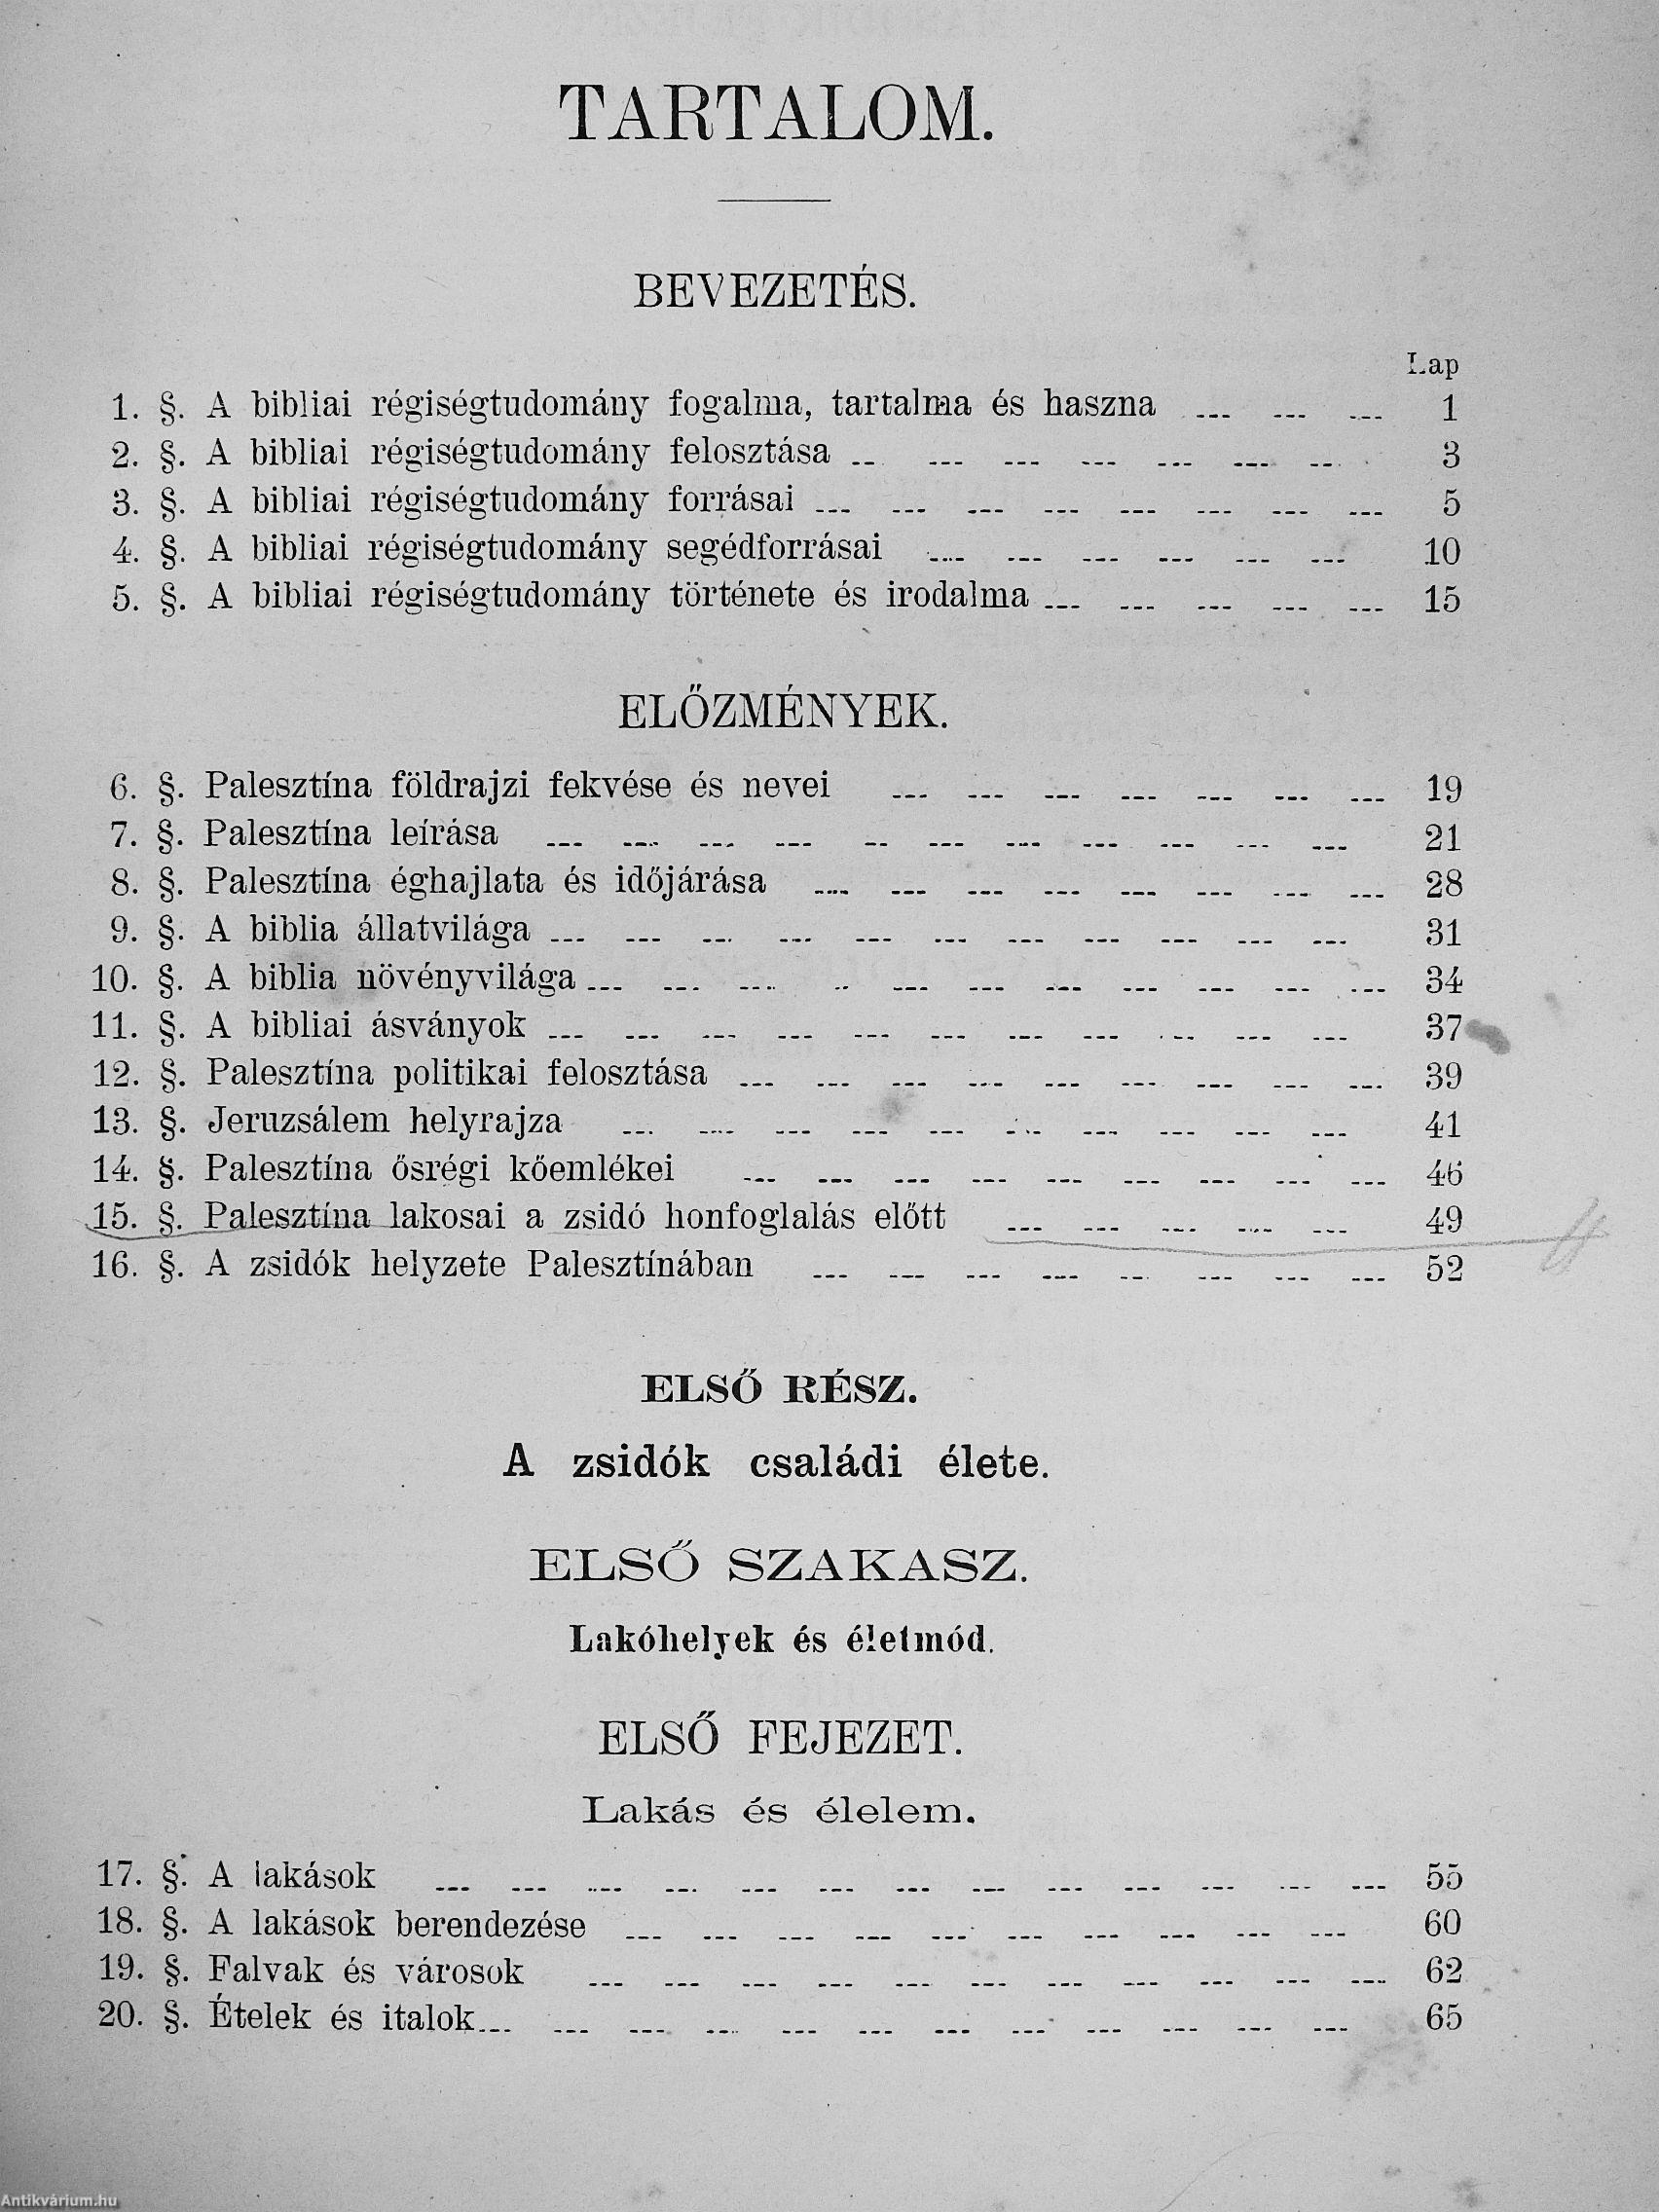 TARTALOM.
BEVEZETÉS.
Lap
1. §. A bibliai régiségtudomány fogalma, tartalma és haszna 1
2. §. A bibliai régiségtudomány felosztása 3
3. §. A bibliai régiségtudomány forrásai 5
4. §. A bibliai régiségtudomány segédforrásai 10
5. §. A bibliai régiségtudomány története és irodalma 15
ELŐZMÉNYEK.
6. §. Palesztína földrajzi fekvése és nevei 19
7. §. Palesztína leírása 21
8. §. Palesztína éghajlata és időjárása 28
9. §. A biblia állatvilága 31
10. §. A biblia növényvilága 34
11. §. A bibliai ásványok 37
12. §. Palesztína politikai felosztása 39
13. §. Jeruzsálem helyrajza 41
14. §. Palesztína ősrégi kőemlékei 46
15. §. Palesztína lakosai a zsidó honfoglalás előtt 49
16. §. A zsidók helyzete Palesztínában 52
ELSŐ RÉSZ.
A zsidók családi élete.
ELSŐ SZAKASZ.
Lakóhelyek és életmód.
ELSŐ FEJEZET.
Lakás és élelem.
17. §. A lakások 55
18. §. A lakások berendezése 60
19. §. Falvak és városok 62
20. §. Ételek és italok 65
Antikvárium.hu